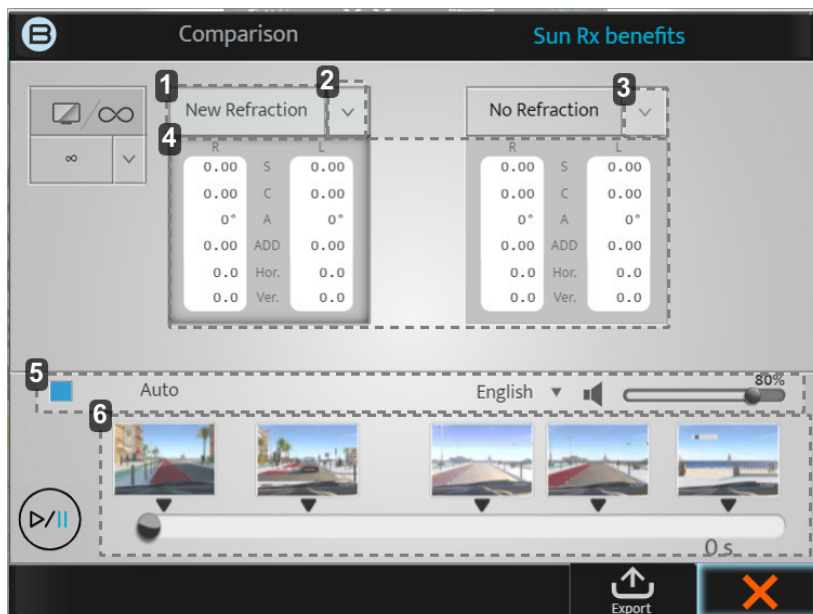 B Comparison Sun Rx benefits
1 New Refraction 2
No Refraction 3
∞
∞
4
R L
0.00 S 0.00
0.00 C 0.00
0° A 0°
0.00 ADD 0.00
0.0 Hor. 0.0
0.0 Ver. 0.0
R L
0.00 S 0.00
0.00 C 0.00
0° A 0°
0.00 ADD 0.00
0.0 Hor. 0.0
0.0 Ver. 0.0
5
Auto English 80%
6
0 s
Export